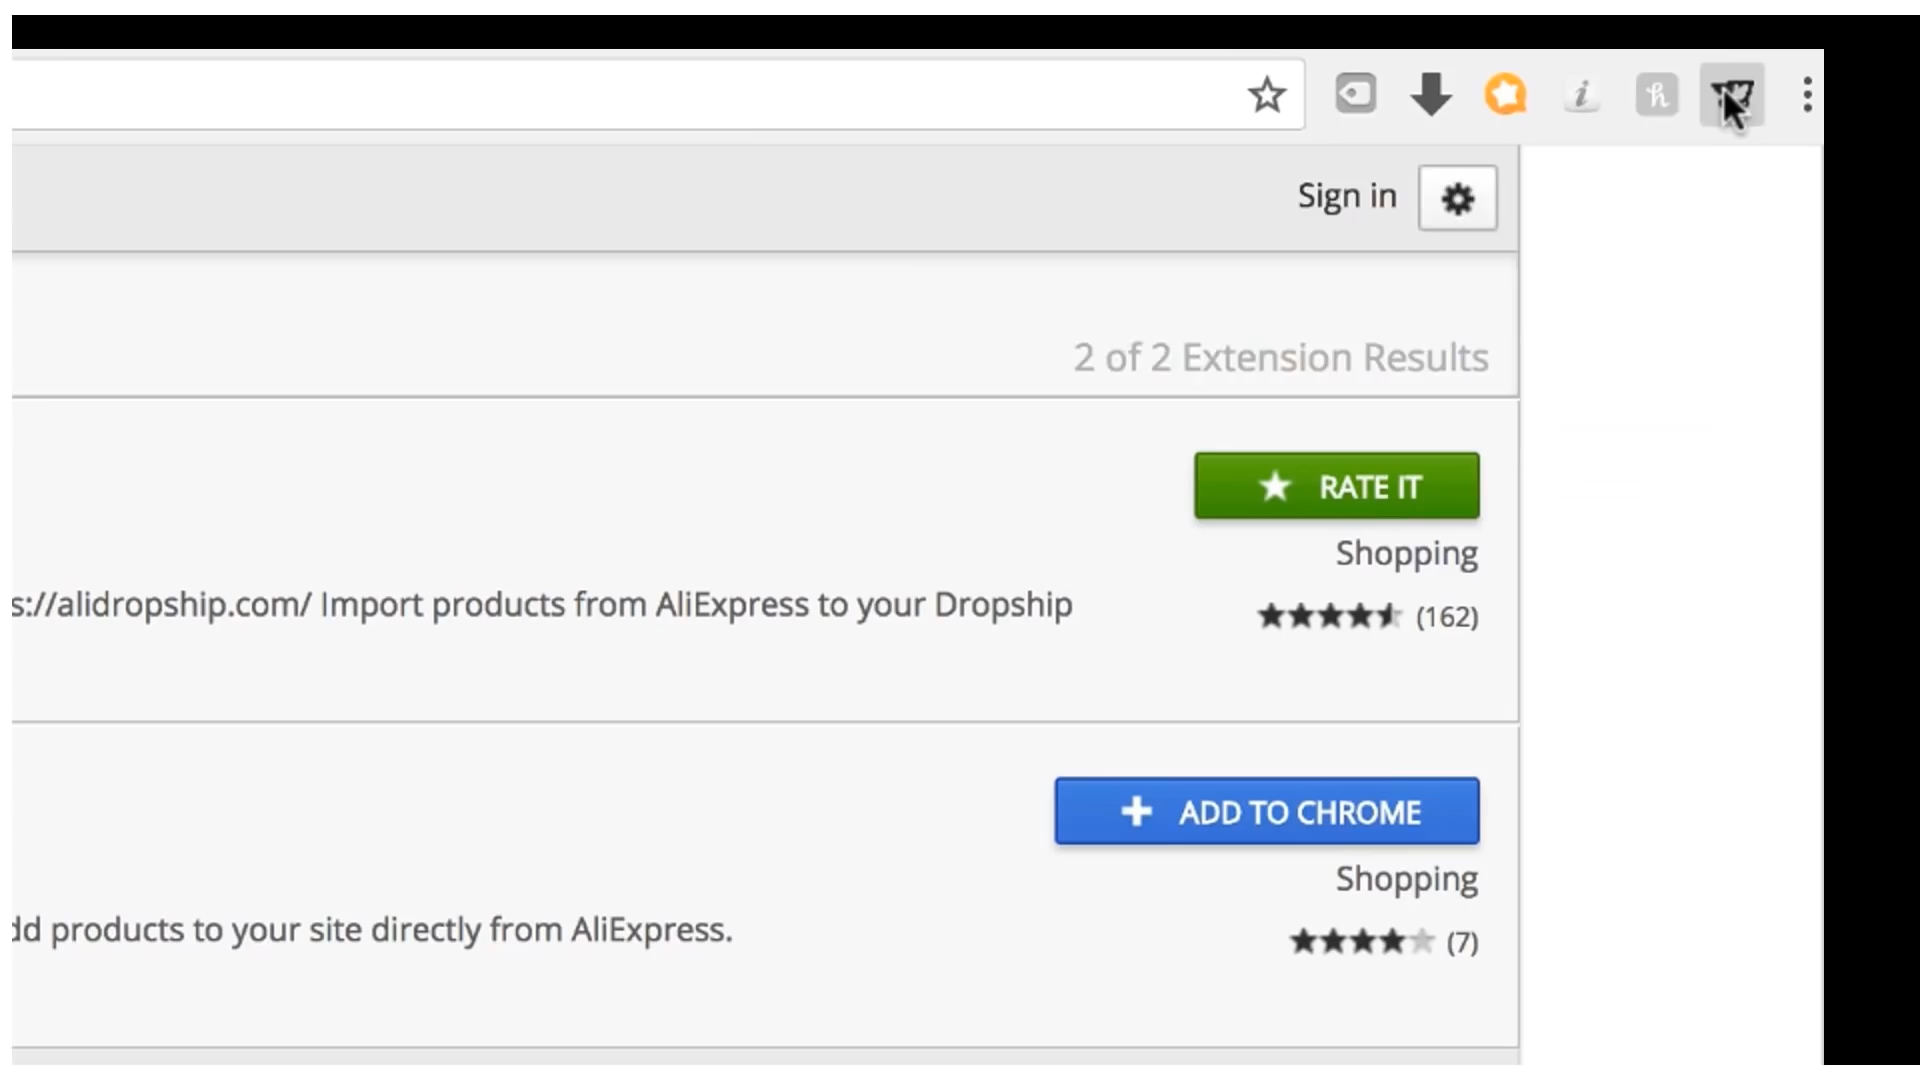 Sign in
2 of 2 Extension Results
RATE IT
Shopping
s://alidropship.com/ Import products from AliExpress to your Dropship
(162)
ADD TO CHROME
Shopping
dd products to your site directly from AliExpress.
(7)